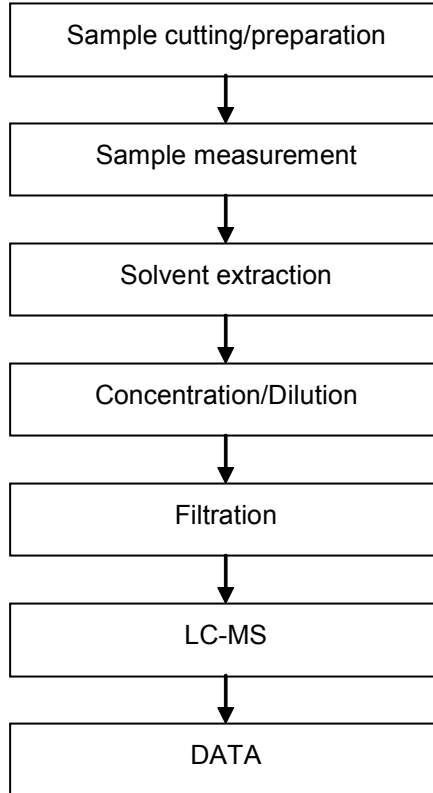 Sample cutting/preparation
Sample measurement
Solvent extraction
Concentration/Dilution
Filtration
LC-MS
DATA